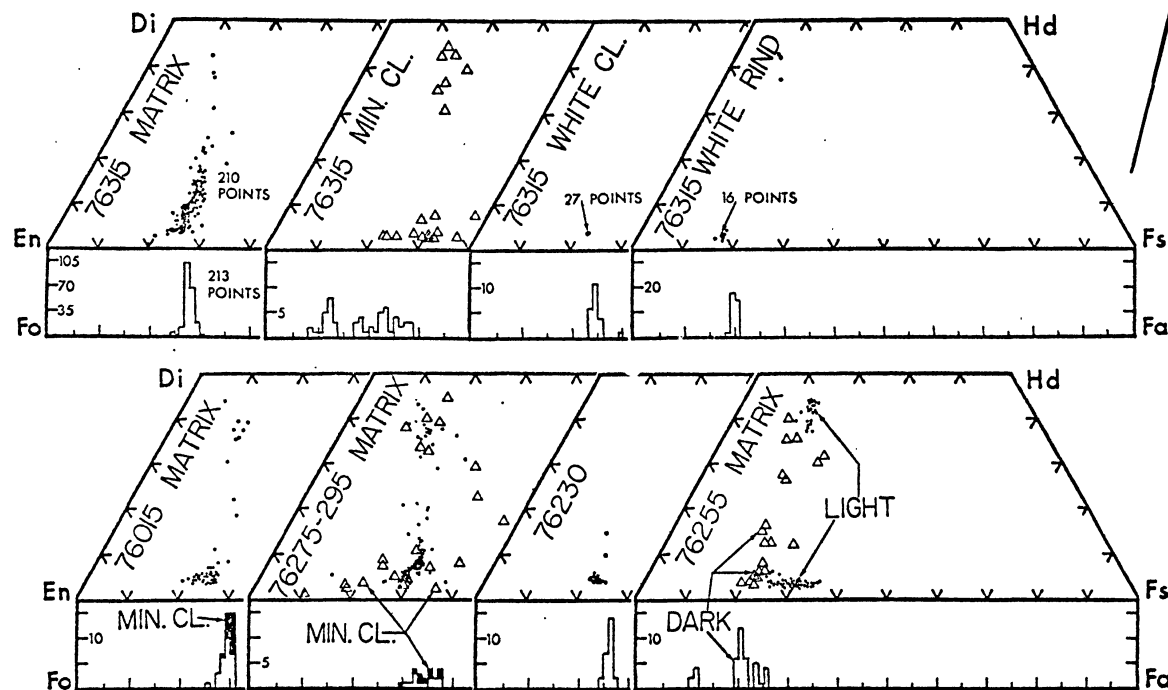 Di
Hd
76315 MATRIX
76315 MIN. CL.
76315 WHITE CL.
76315 WHITE RIND
210
POINTS
27 POINTS
16 POINTS
En
Fs
105
70
35
213
POINTS
5
10
20
Fo
Fa
Di
Hd
76015 MATRIX
76275-295 MATRIX
76230
76255 MATRIX
LIGHT
En
Fs
MIN. CL.
MIN. CL.
DARK
10
5
10
10
Fo
Fa